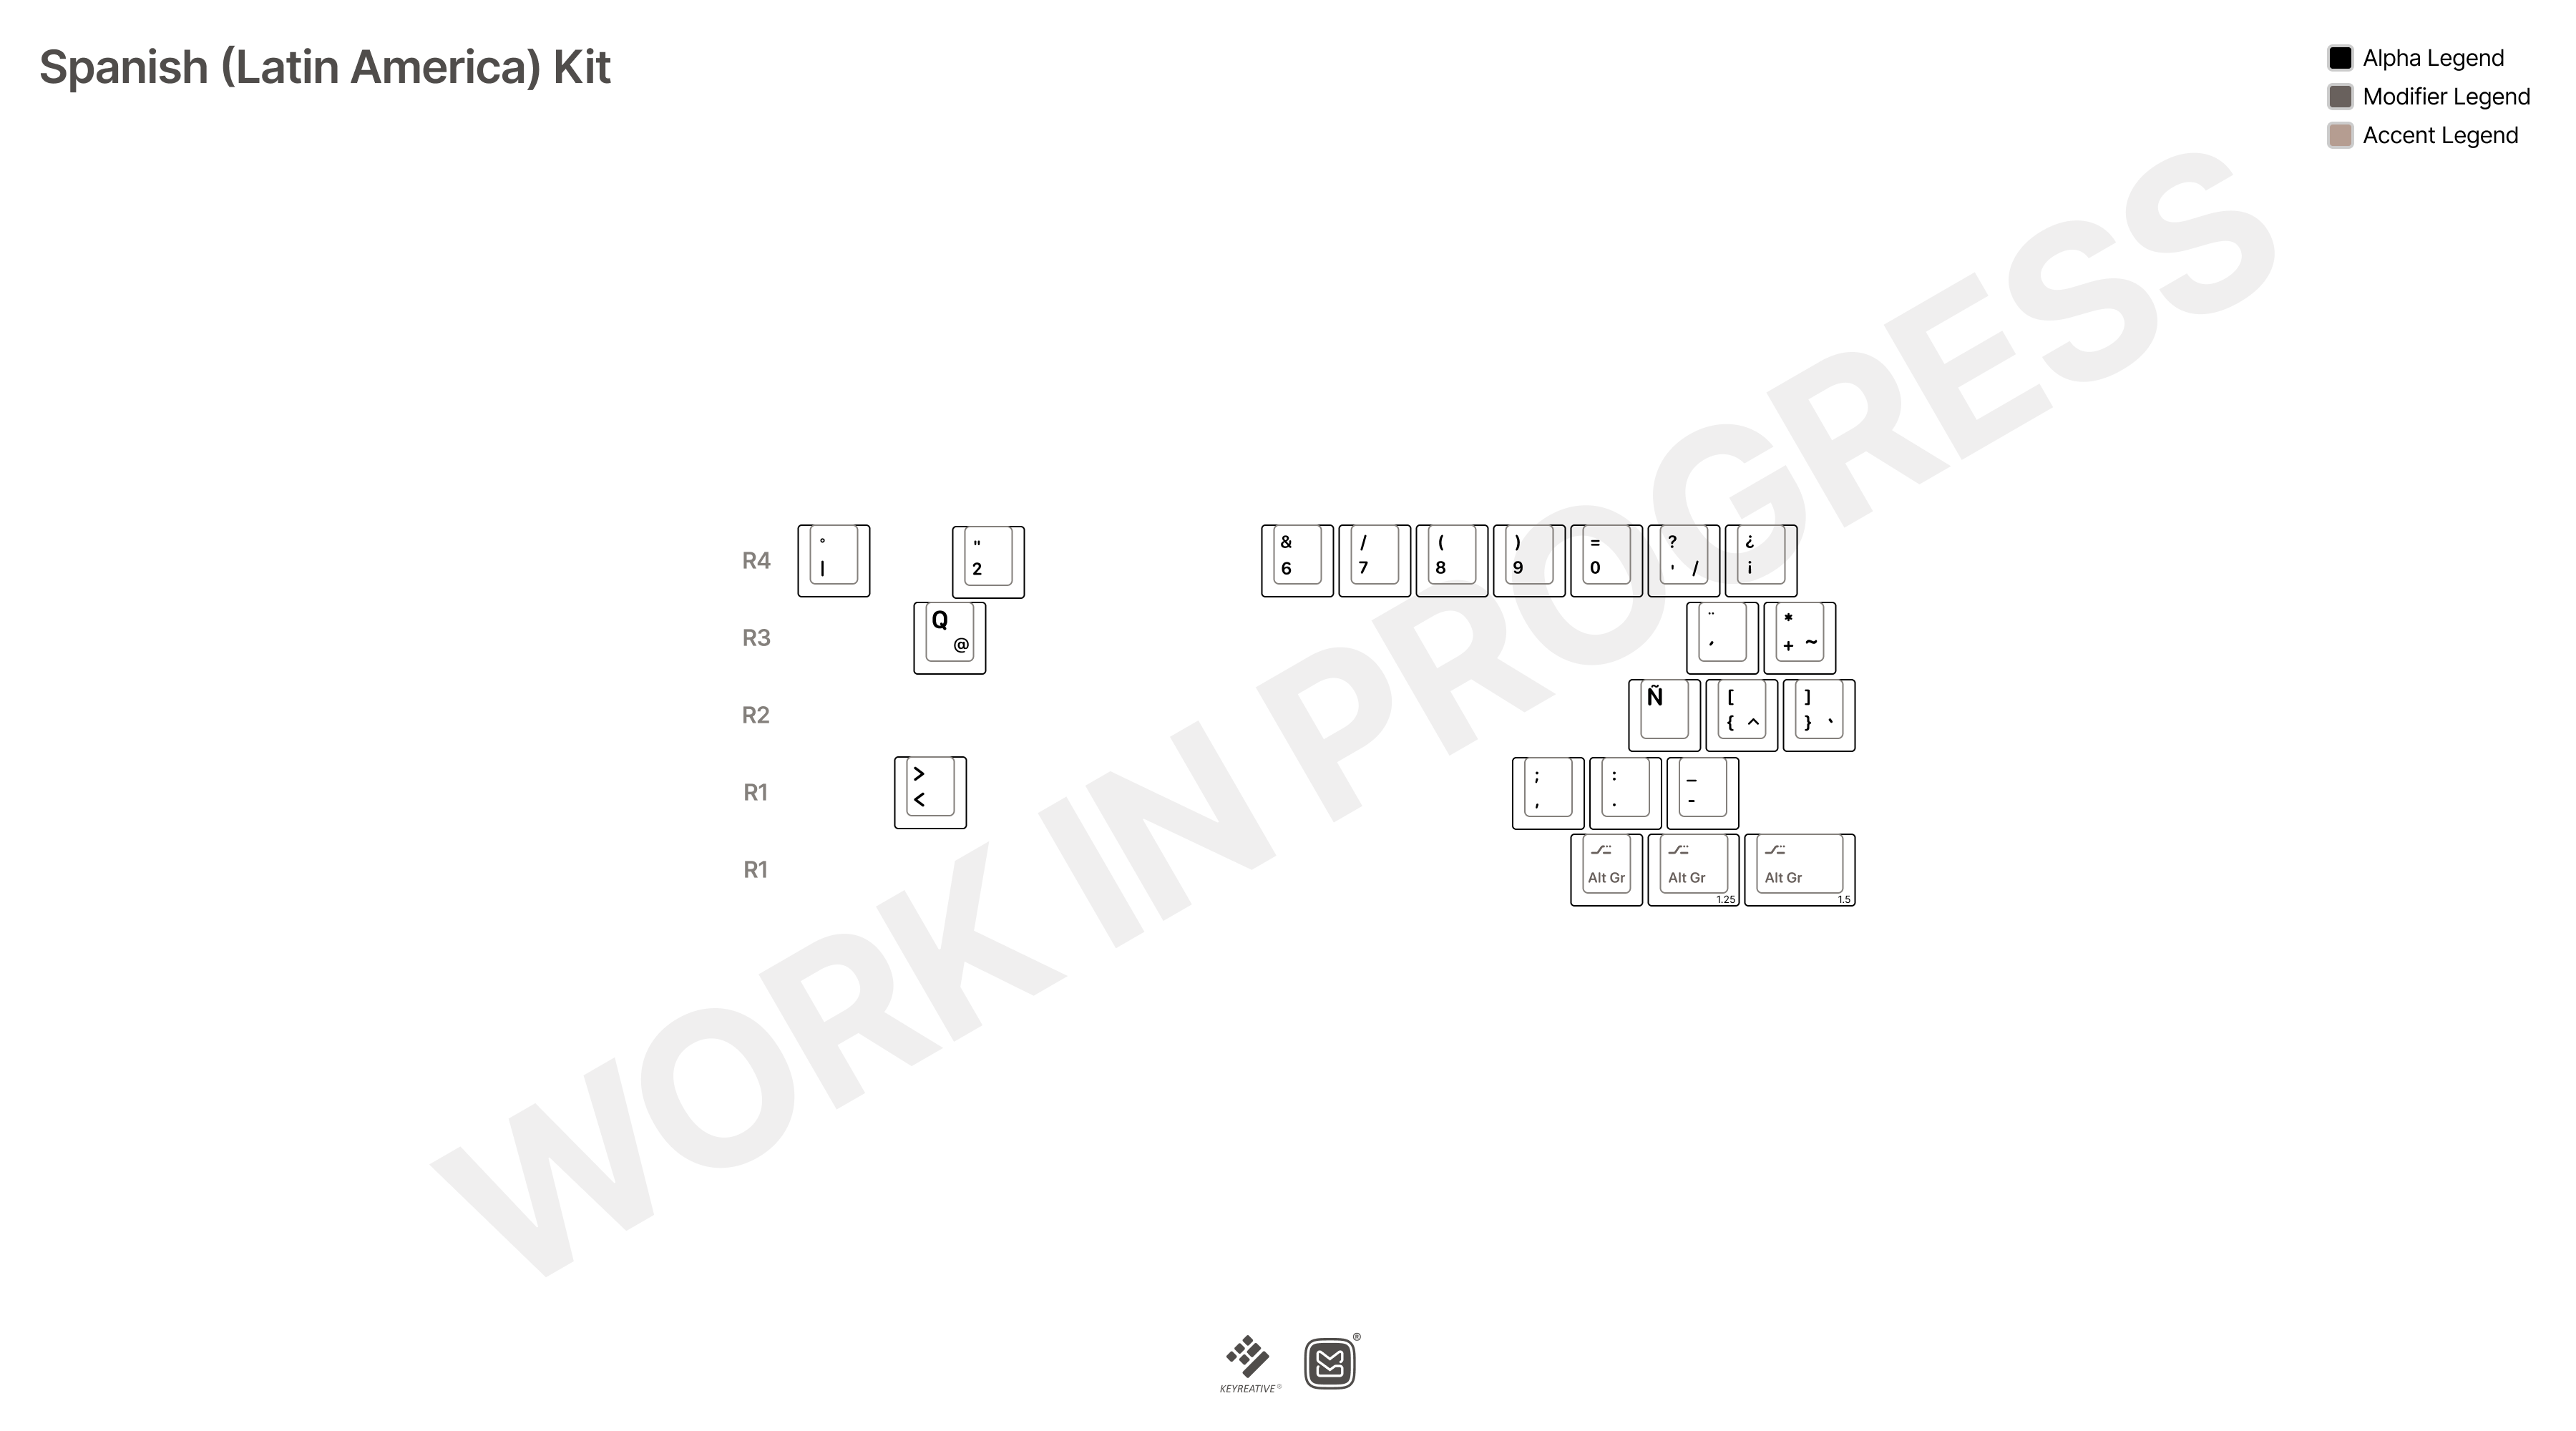 Spanish (Latin America) Kit
Alpha Legend
Modifier Legend
Accent Legend
WORK IN PROGRESS
R4
°
|
"
2
&
6
/
7
(
8
)
9
=
0
?
' /
¿
¡
R3
Q
@
¨
´
*
+ ~
R2
Ñ
[
{ ^
]
} `
R1
>
<
;
,
:
.
_
-
R1
Alt Gr
Alt Gr
1.25
Alt Gr
1.5
KEYREATIVE®
®